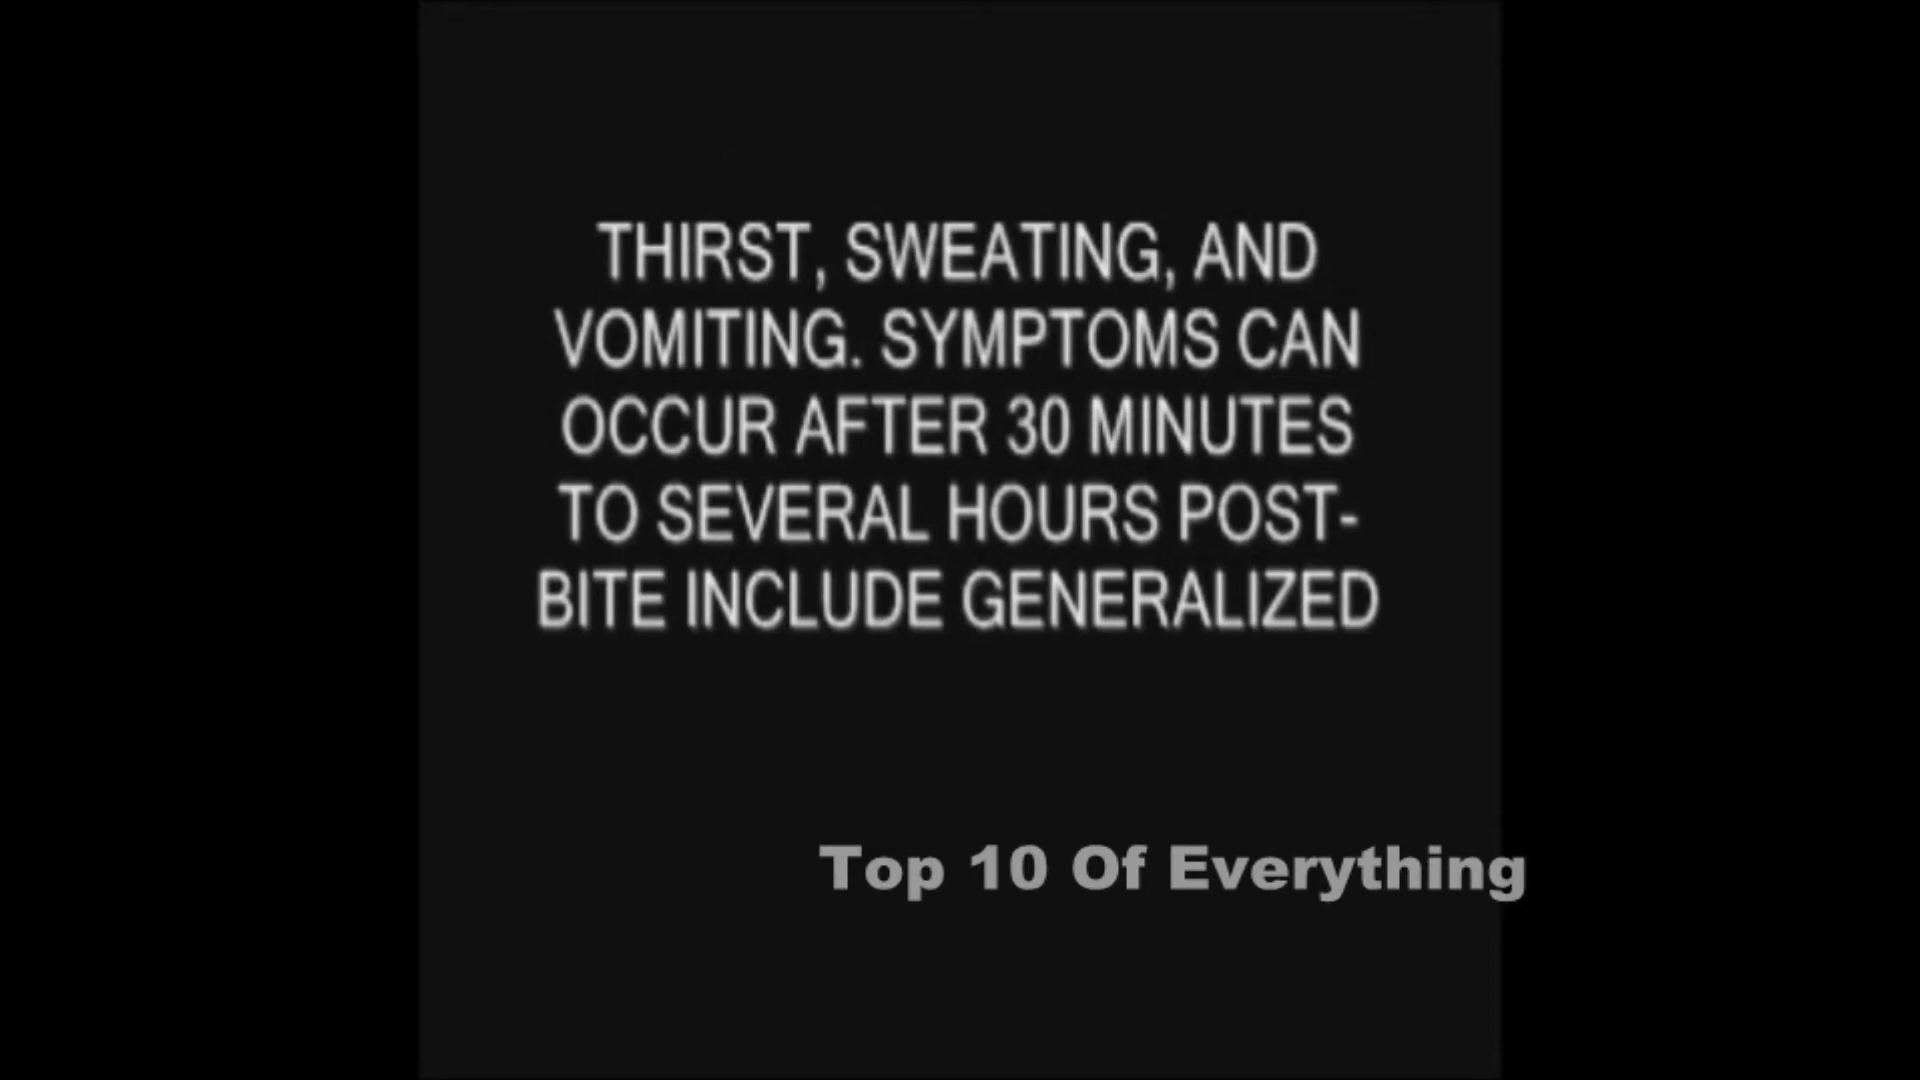 THIRST, SWEATING, AND
VOMITING. SYMPTOMS CAN
OCCUR AFTER 30 MINUTES
TO SEVERAL HOURS POST-
BITE INCLUDE GENERALIZED
Top 10 Of Everything